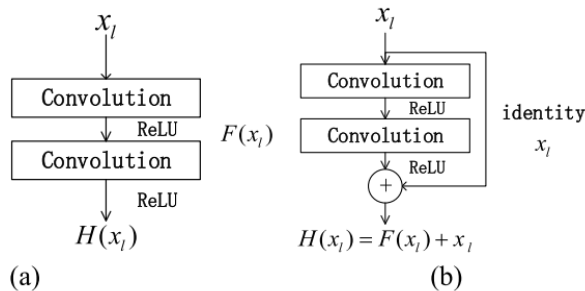 x_l
Convolution
ReLU
Convolution
ReLU
H(x_l)
(a)
x_l
Convolution
ReLU
F(x_l)
Convolution
ReLU
identity
x_l
+
H(x_l) = F(x_l) + x_l
(b)